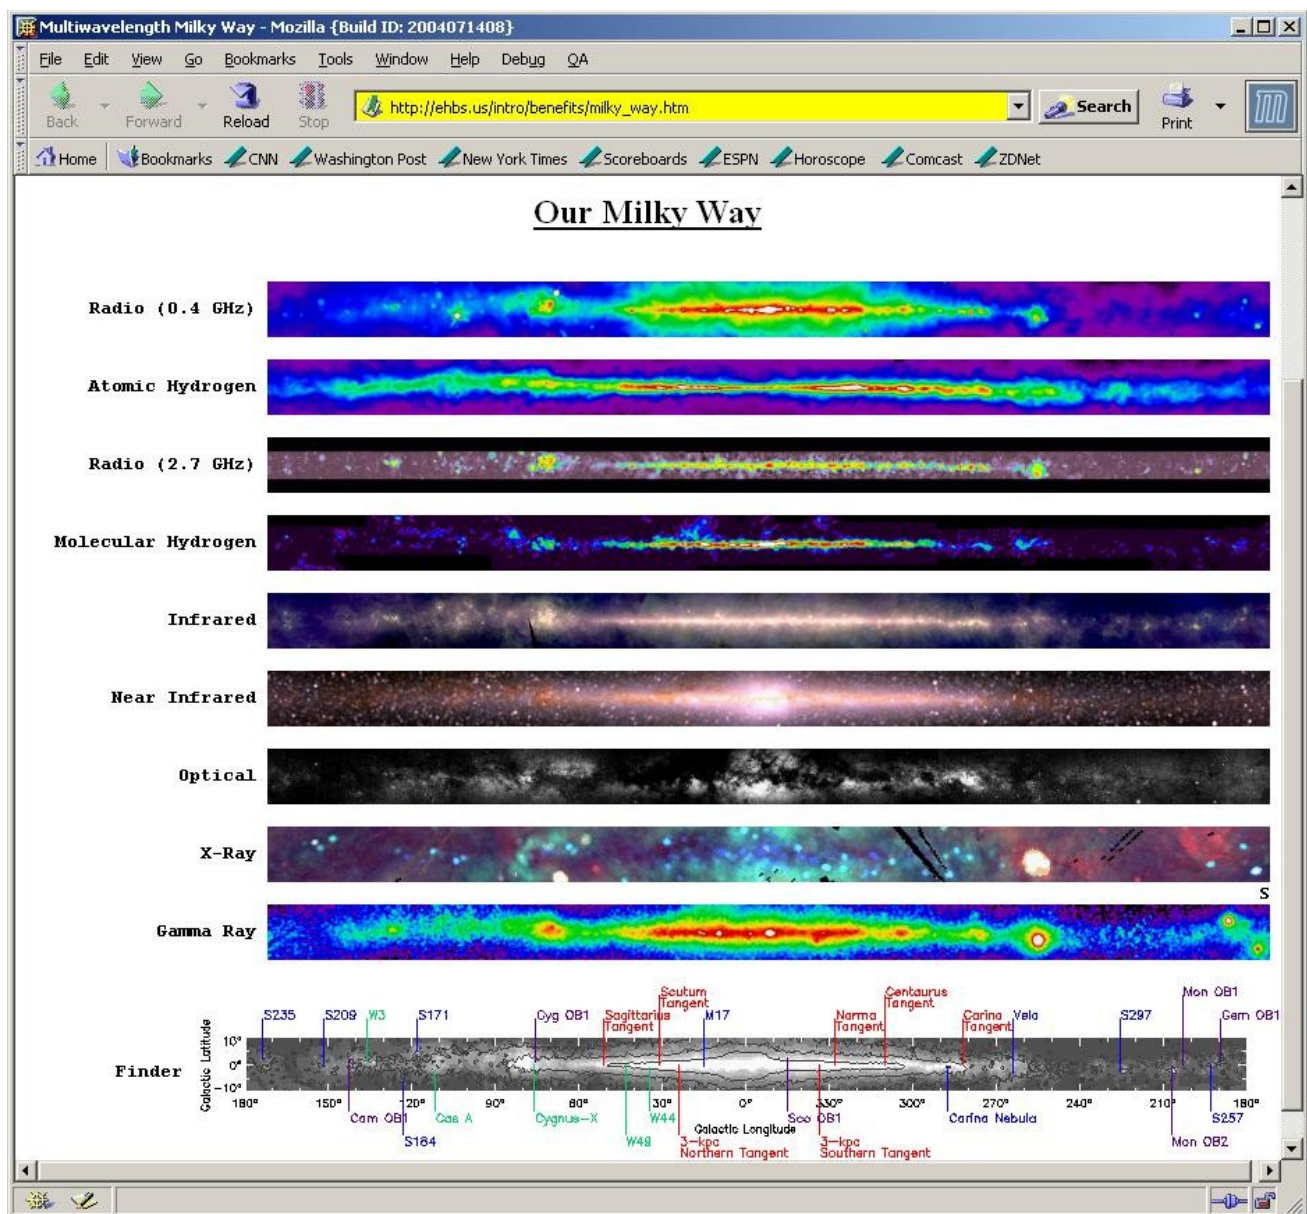 Multiwavelength Milky Way - Mozilla {Build ID: 2004071408}
File Edit View Go Bookmarks Tools Window Help Debug QA
http://ehbs.us/intro/benefits/milky_way.htm Search
Back Forward Reload Stop Print
Home Bookmarks CNN Washington Post New York Times Scoreboards ESPN Horoscope Comcast ZDNet
Our Milky Way
Radio (0.4 GHz)
Atomic Hydrogen
Radio (2.7 GHz)
Molecular Hydrogen
Infrared
Near Infrared
Optical
X-Ray
S
Gamma Ray
Scutum Tangent Centaurus Tangent Mon OB1
S235 S209 W3 S171 Cyg OB1 Sagittarius Tangent M17 Norma Tangent Carina Tangent Vela S297 Gem OB1
Galactic Latitude
10°
0°
-10°
Finder
180° 150° 120° 90° 60° 30° 0° 330° 300° 270° 240° 210° 180°
Cam OB1 Cas A Cygnus-X W44 Sco OB1 Carina Nebula S257
Galactic Longitude
S184 W49 3-kpc Northern Tangent 3-kpc Southern Tangent Mon OB2